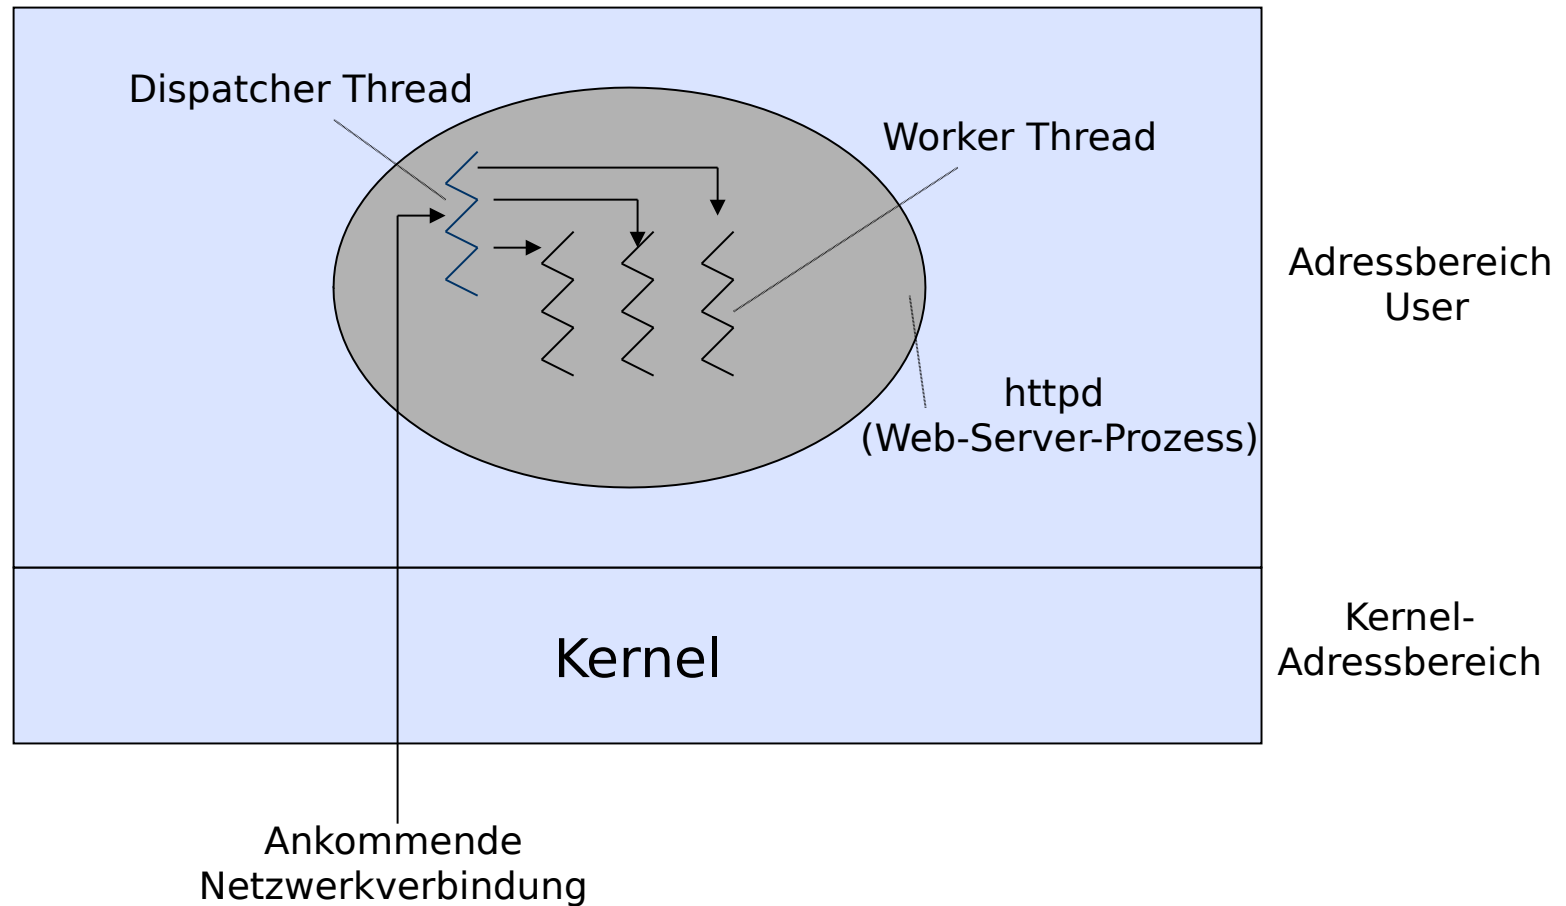 Dispatcher Thread
Worker Thread
Adressbereich
User
httpd
(Web-Server-Prozess)
Kernel
Kernel-
Adressbereich
Ankommende
Netzwerkverbindung